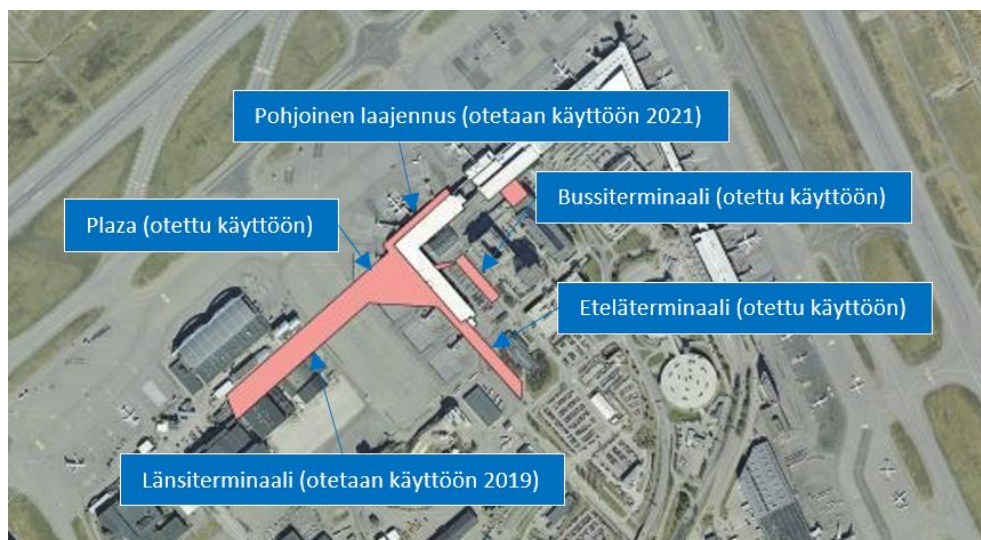 Pohjoinen laajennus (otetaan käyttöön 2021)
Bussiterminaali (otettu käyttöön)
Plaza (otettu käyttöön)
Eteläterminaali (otettu käyttöön)
Länsiterminaali (otetaan käyttöön 2019)